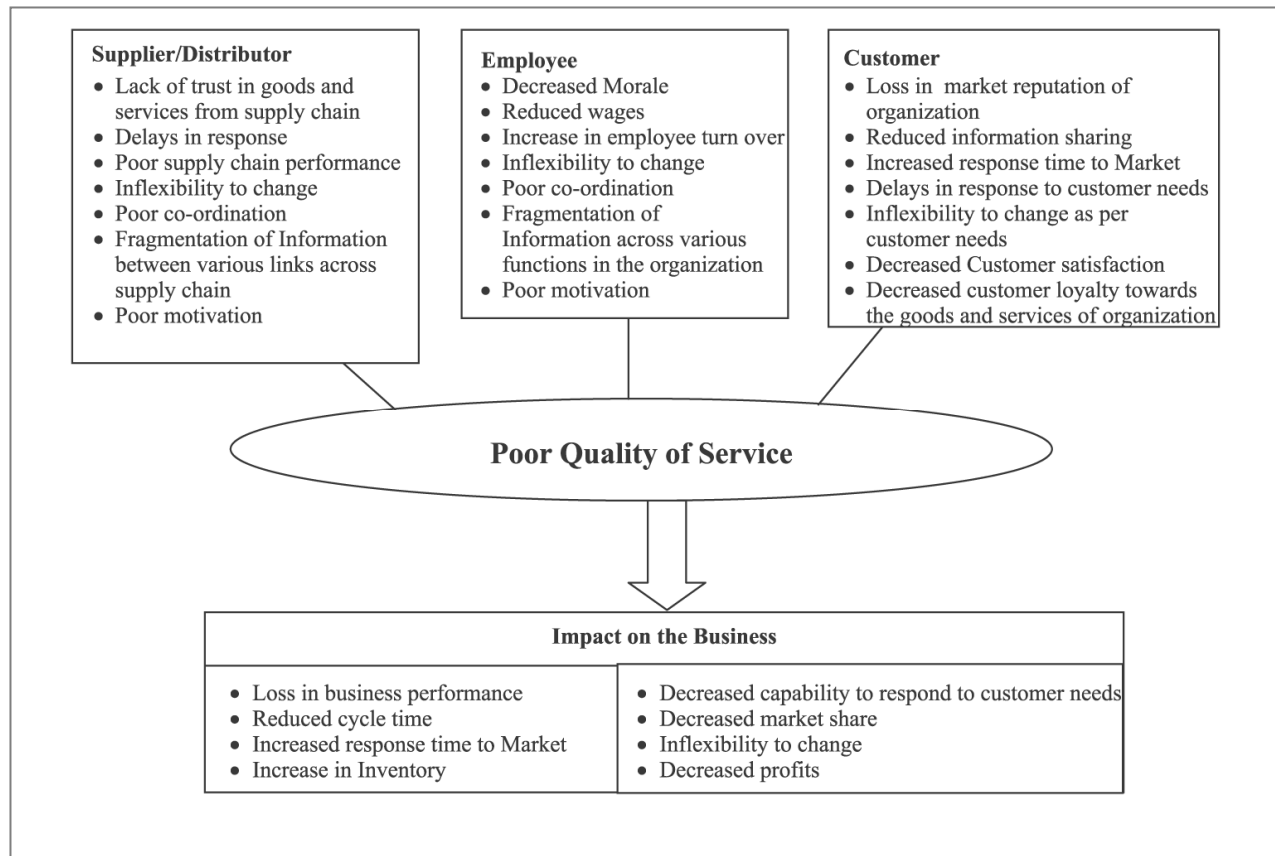 Supplier/Distributor
• Lack of trust in goods and
services from supply chain
• Delays in response
• Poor supply chain performance
• Inflexibility to change
• Poor co-ordination
• Fragmentation of Information
between various links across
supply chain
• Poor motivation
Employee
• Decreased Morale
• Reduced wages
• Increase in employee turn over
• Inflexibility to change
• Poor co-ordination
• Fragmentation of
Information across various
functions in the organization
• Poor motivation
Customer
• Loss in market reputation of
organization
• Reduced information sharing
• Increased response time to Market
• Delays in response to customer needs
• Inflexibility to change as per
customer needs
• Decreased Customer satisfaction
• Decreased customer loyalty towards
the goods and services of organization
Poor Quality of Service
Impact on the Business
• Loss in business performance
• Reduced cycle time
• Increased response time to Market
• Increase in Inventory
• Decreased capability to respond to customer needs
• Decreased market share
• Inflexibility to change
• Decreased profits